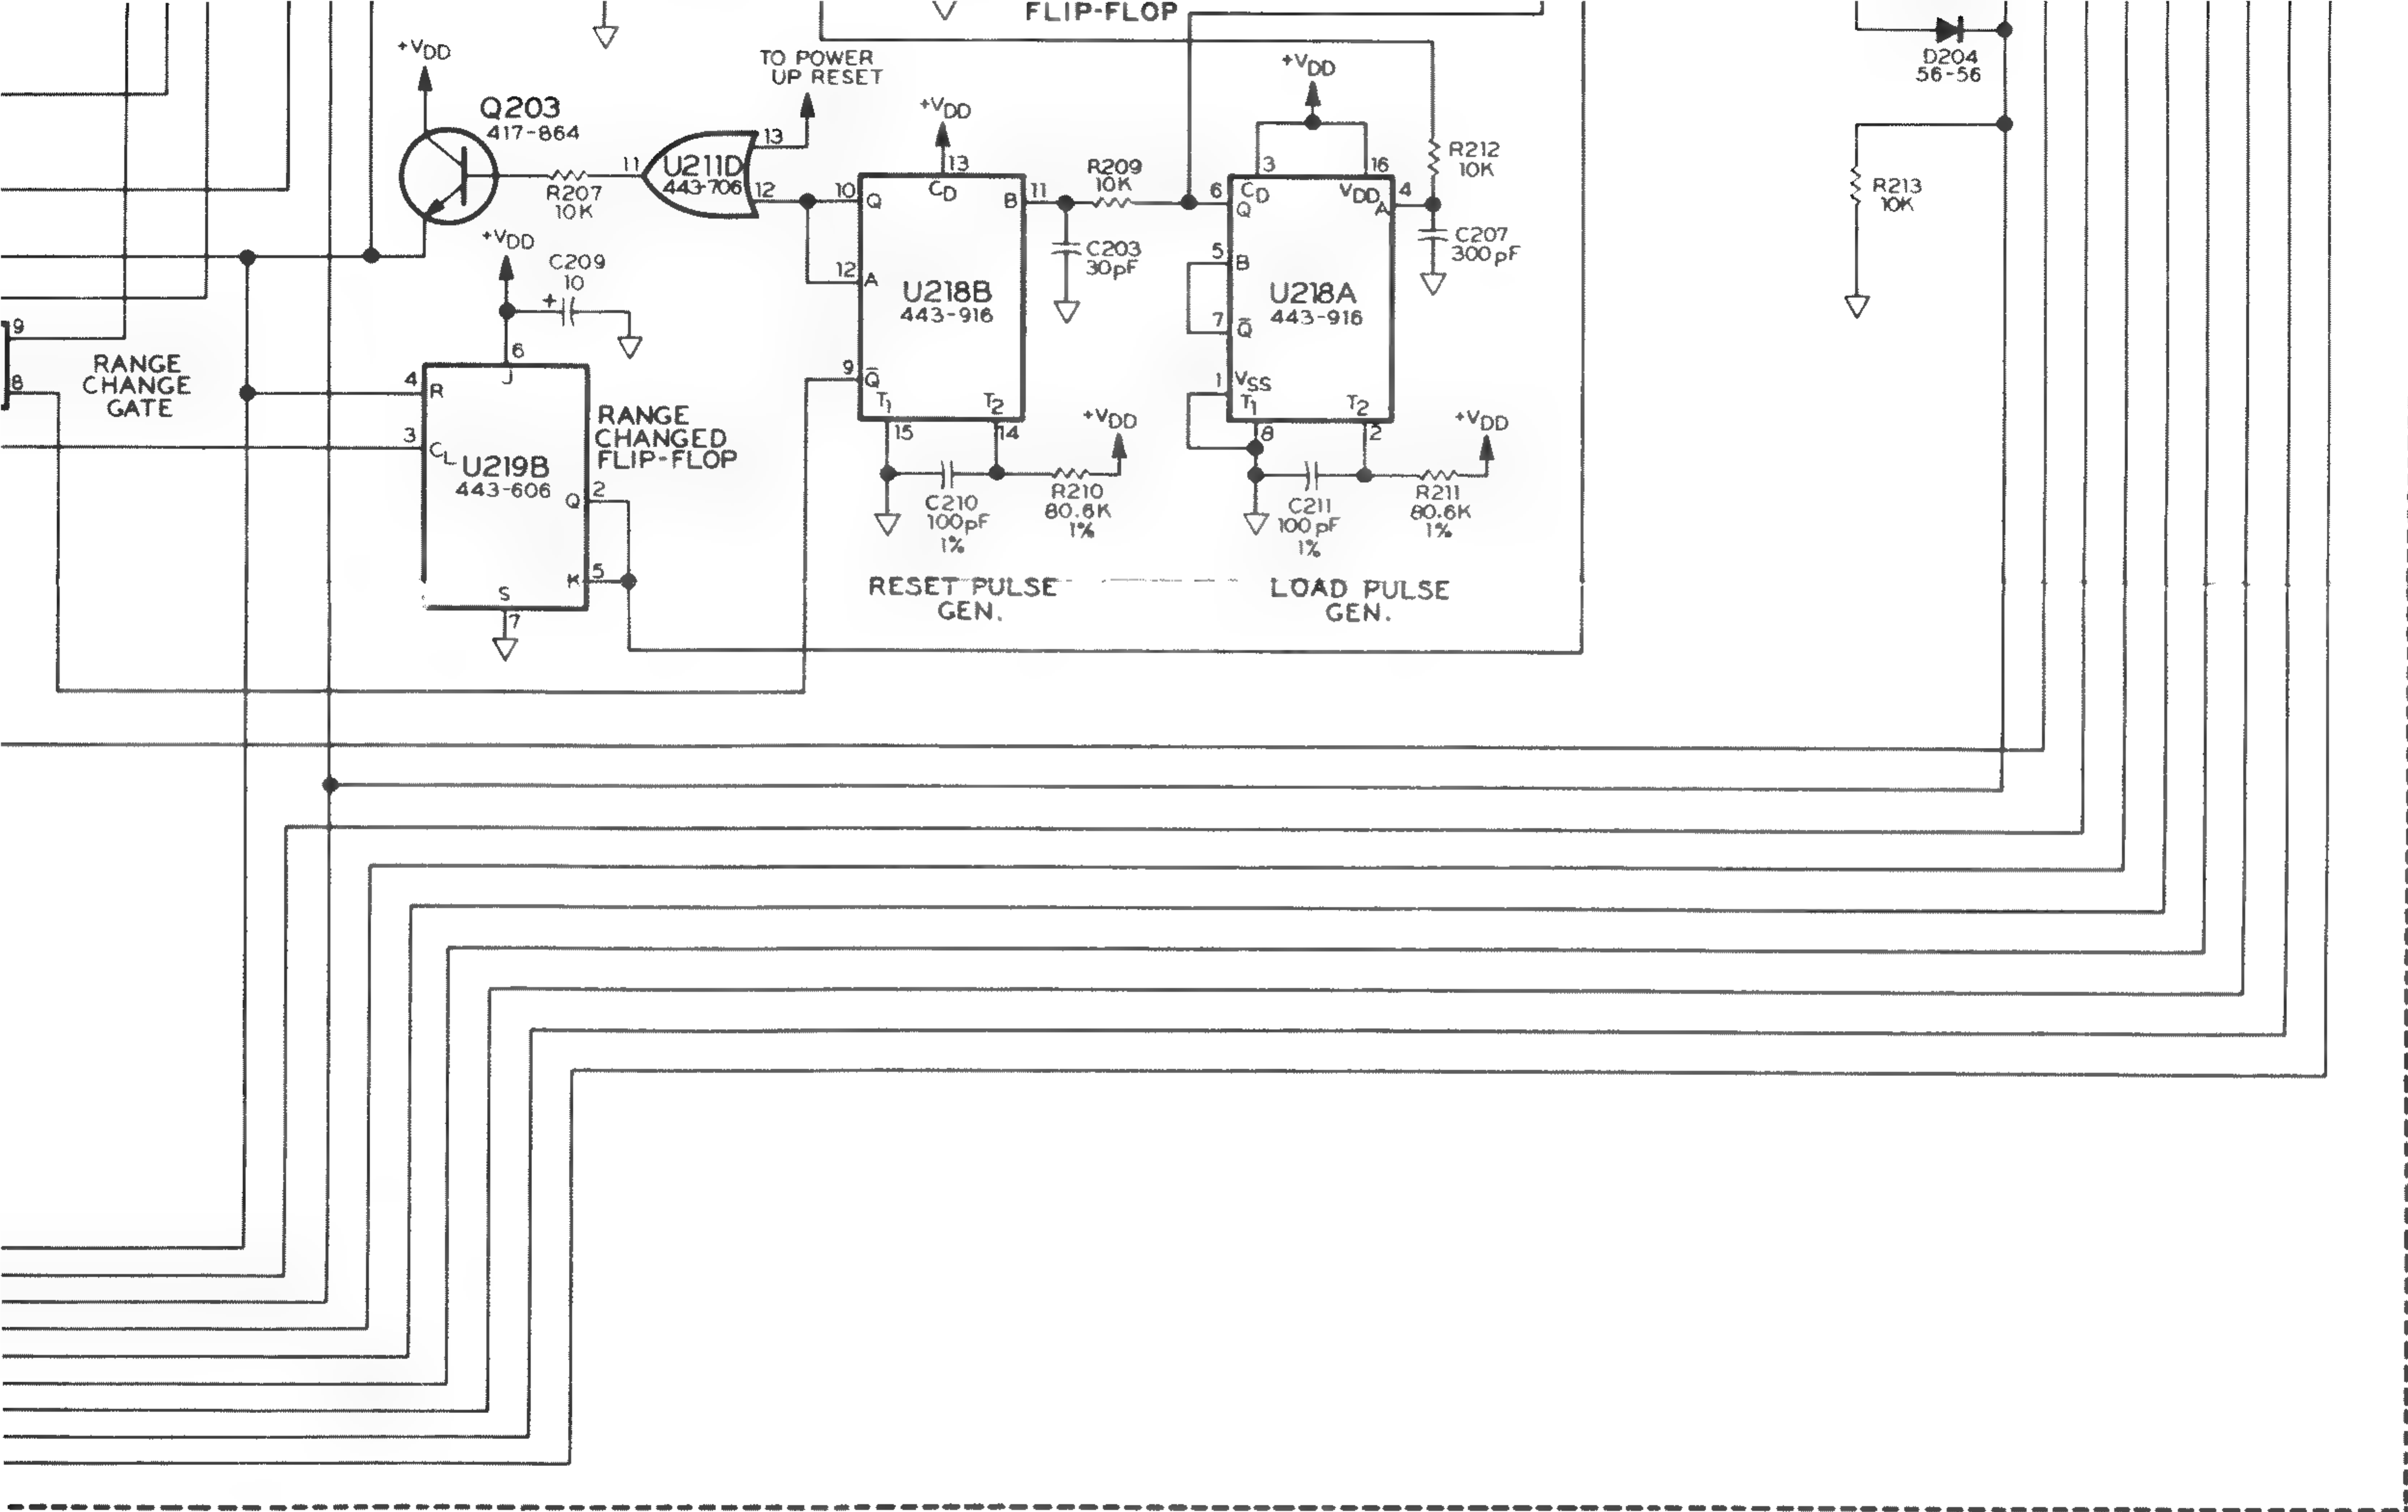 FLIP-FLOP
+VDD
Q203
417-864
TO POWER
UP RESET
+VDD
+VDD
D204
56-56
11
U211D
443-706
13
12
R207
10K
10
Q
13
CD
B
11
R209
10K
6
CD
Q
3
16
VDD
A
4
R212
10K
R213
10K
+VDD
C209
10
+
12
A
U218B
443-916
C203
30pF
5
B
U218A
443-916
7
Q̅
C207
300pF
9
8
RANGE
CHANGE
GATE
6
J
4
R
3
CL
U219B
443-606
RANGE
CHANGED
FLIP-FLOP
Q
2
K
5
S
7
9
Q̅
T1
T2
15
14
+VDD
C210
100pF
1%
R210
80.6K
1%
1
VSS
T1
T2
8
2
+VDD
C211
100pF
1%
R211
80.6K
1%
RESET PULSE
GEN.
LOAD PULSE
GEN.